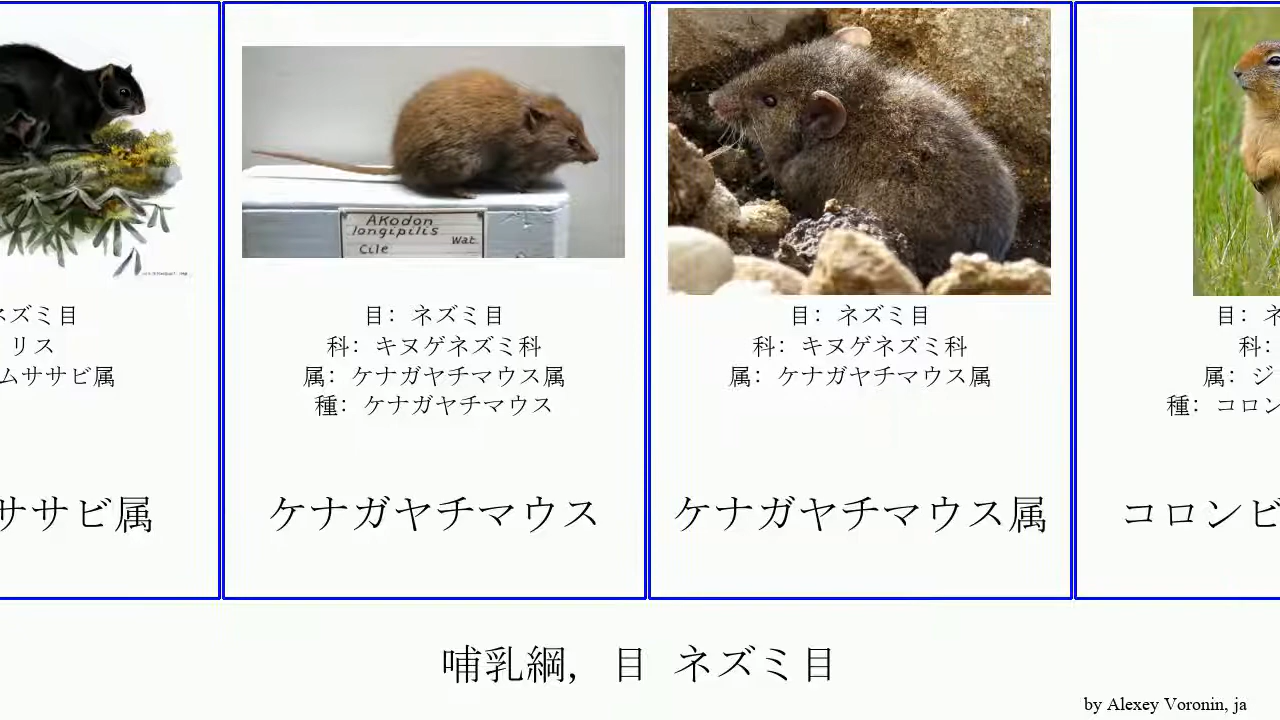 ネズミ目
リス
ムササビ属
ササビ属
AKodon
longipilis
Wat.
Cile
目: ネズミ目
科: キヌゲネズミ科
属: ケナガヤチマウス属
種: ケナガヤチマウス
ケナガヤチマウス
目: ネズミ目
科: キヌゲネズミ科
属: ケナガヤチマウス属
ケナガヤチマウス属
目: ネ
科:
属: ジ
種: コロン
コロンビ
哺乳綱, 目 ネズミ目
by Alexey Voronin, ja